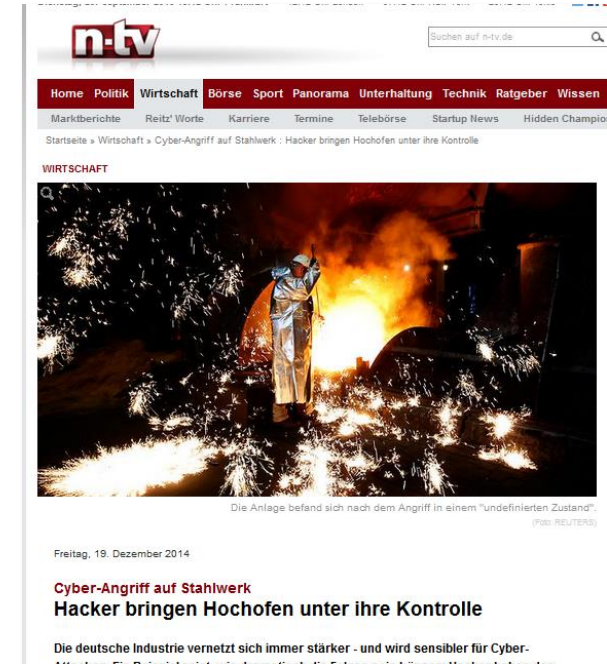 n-tv
Suchen auf n-tv.de
Home Politik Wirtschaft Börse Sport Panorama Unterhaltung Technik Ratgeber Wissen
Marktberichte Reitz' Worte Karriere Termine Telebörse Startup News Hidden Champio
Startseite » Wirtschaft » Cyber-Angriff auf Stahlwerk : Hacker bringen Hochofen unter ihre Kontrolle
WIRTSCHAFT
Die Anlage befand sich nach dem Angriff in einem "undefinierten Zustand".
(Foto: REUTERS)
Freitag, 19. Dezember 2014
Cyber-Angriff auf Stahlwerk
Hacker bringen Hochofen unter ihre Kontrolle
Die deutsche Industrie vernetzt sich immer stärker - und wird sensibler für Cyber-